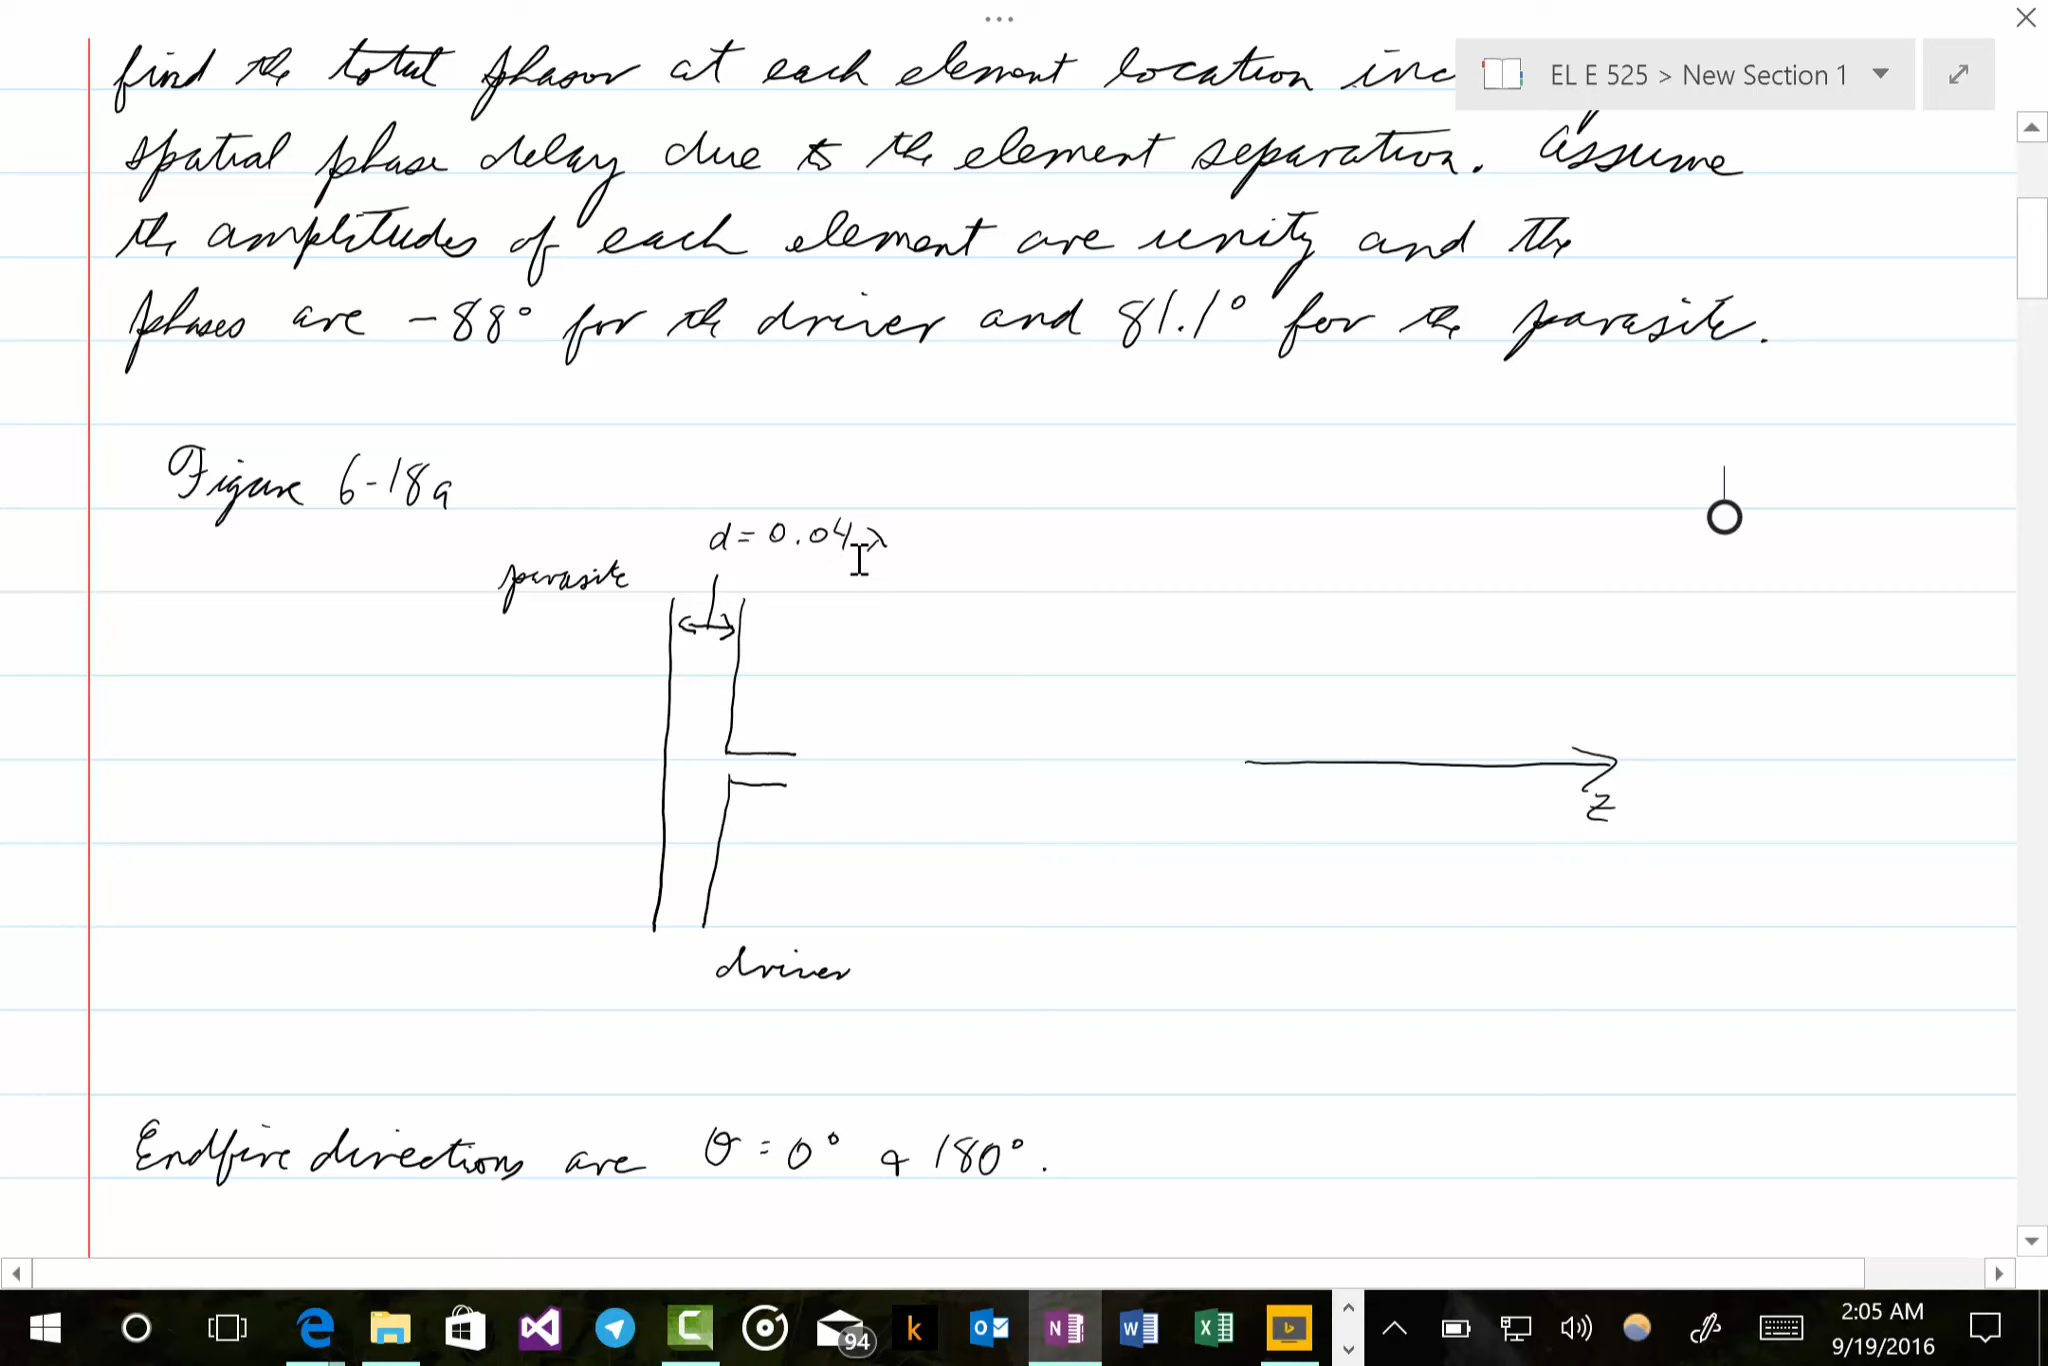 find the total phasor at each element location inc
EL E 525 > New Section 1
spatial phase delay due to the element separation. Assume
the amplitudes of each element are unity and the
phases are -88° for the driver and 81.1° for the parasite.
Figure 6-18a
d = 0.04λ
parasite
z
driver
Endfire directions are θ = 0° & 180°.
94
2:05 AM
9/19/2016